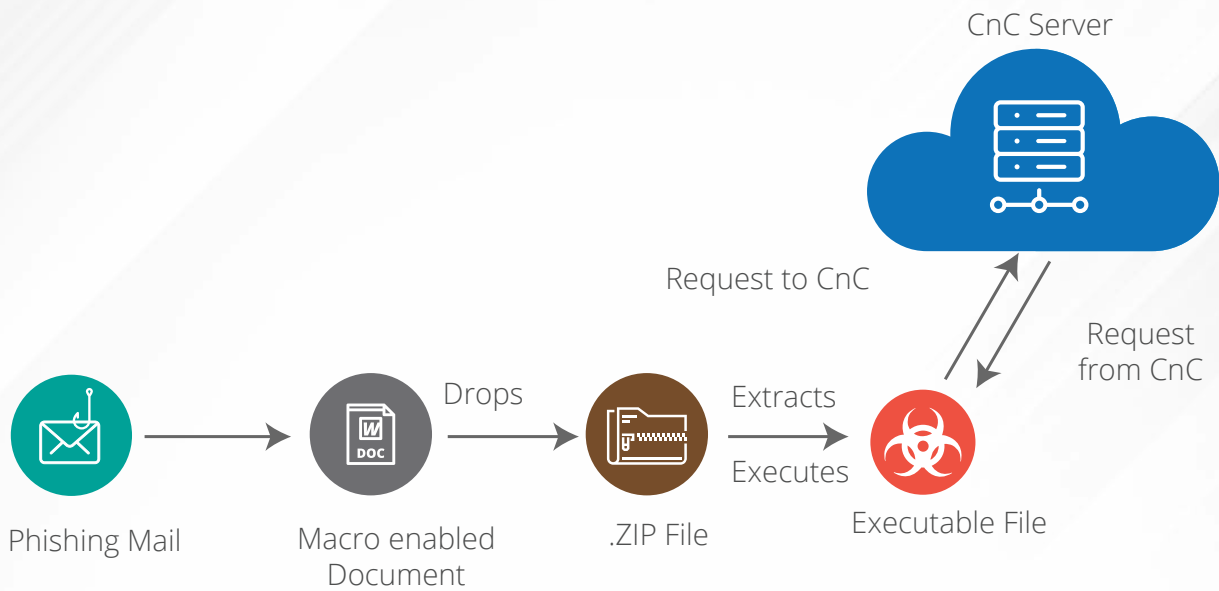 CnC Server
Request to CnC
Request
from CnC
Drops
Extracts
Executes
W
DOC
Phishing Mail
Macro enabled
Document
.ZIP File
Executable File